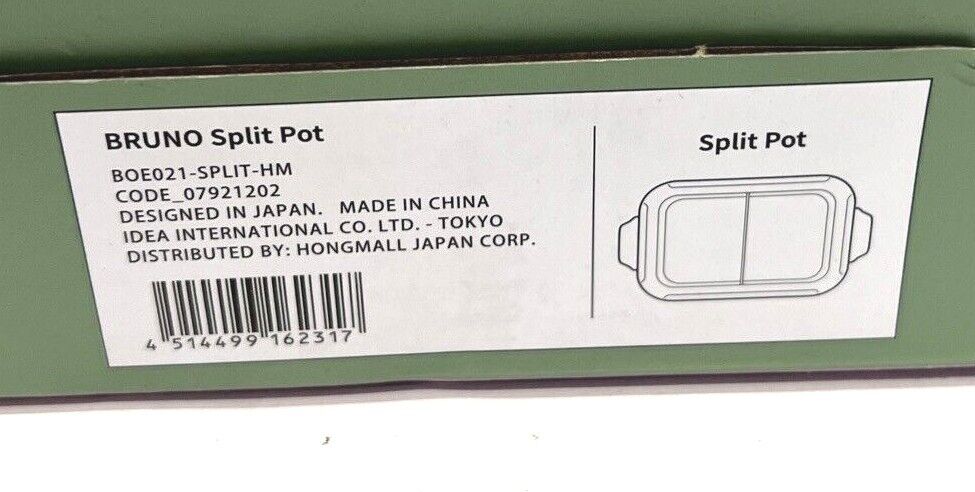 BRUNO Split Pot
BOE021-SPLIT-HM
CODE_07921202
DESIGNED IN JAPAN. MADE IN CHINA
IDEA INTERNATIONAL CO. LTD. - TOKYO
DISTRIBUTED BY: HONGMALL JAPAN CORP.
4 514499 162317
Split Pot